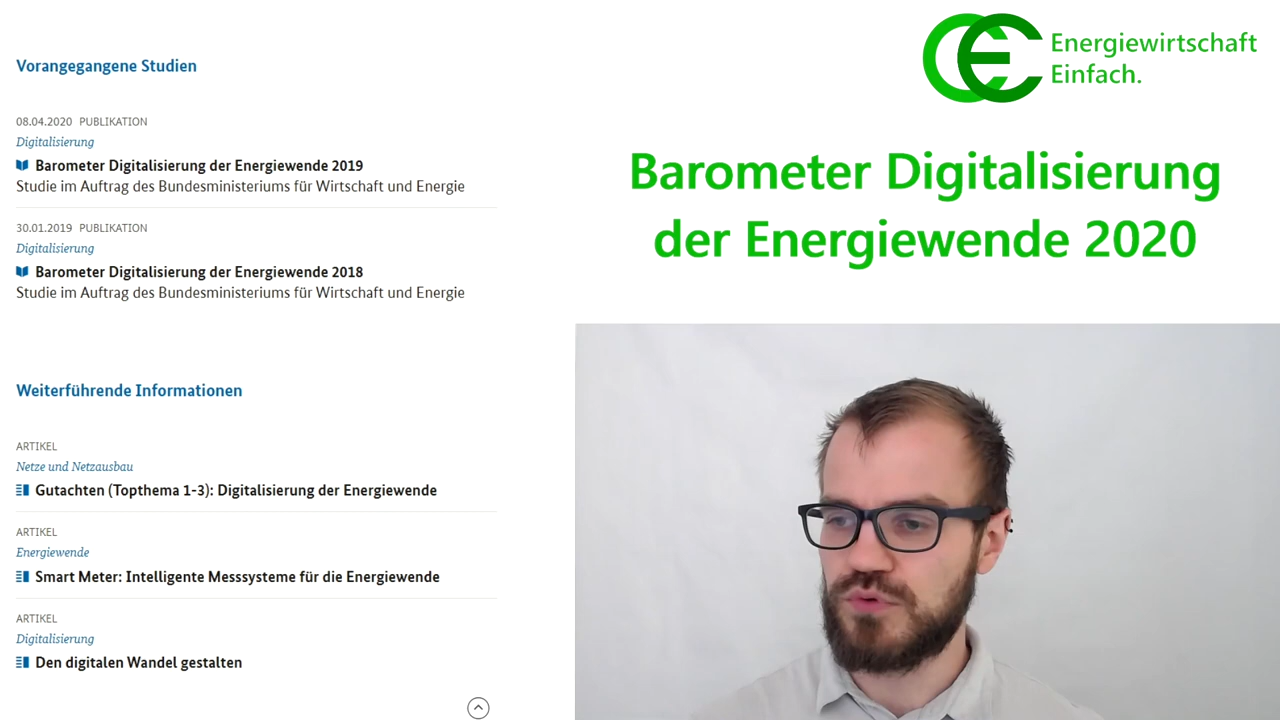 Vorangegangene Studien
08.04.2020 PUBLIKATION
Digitalisierung
Barometer Digitalisierung der Energiewende 2019
Studie im Auftrag des Bundesministeriums für Wirtschaft und Energie
30.01.2019 PUBLIKATION
Digitalisierung
Barometer Digitalisierung der Energiewende 2018
Studie im Auftrag des Bundesministeriums für Wirtschaft und Energie
Weiterführende Informationen
ARTIKEL
Netze und Netzausbau
Gutachten (Topthema 1-3): Digitalisierung der Energiewende
ARTIKEL
Energiewende
Smart Meter: Intelligente Messsysteme für die Energiewende
ARTIKEL
Digitalisierung
Den digitalen Wandel gestalten
Energiewirtschaft
Einfach.
Barometer Digitalisierung
der Energiewende 2020